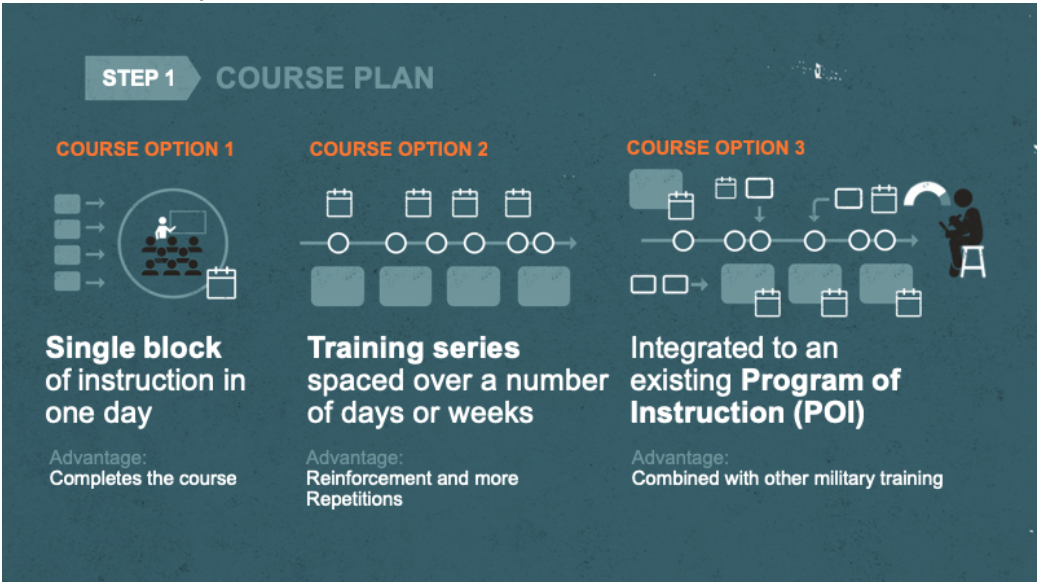 STEP 1
COURSE PLAN
COURSE OPTION 1
Single block
of instruction in
one day
Advantage:
Completes the course
COURSE OPTION 2
Training series
spaced over a number
of days or weeks
Advantage:
Reinforcement and more
Repetitions
COURSE OPTION 3
Integrated to an
existing Program of
Instruction (POI)
Advantage:
Combined with other military training